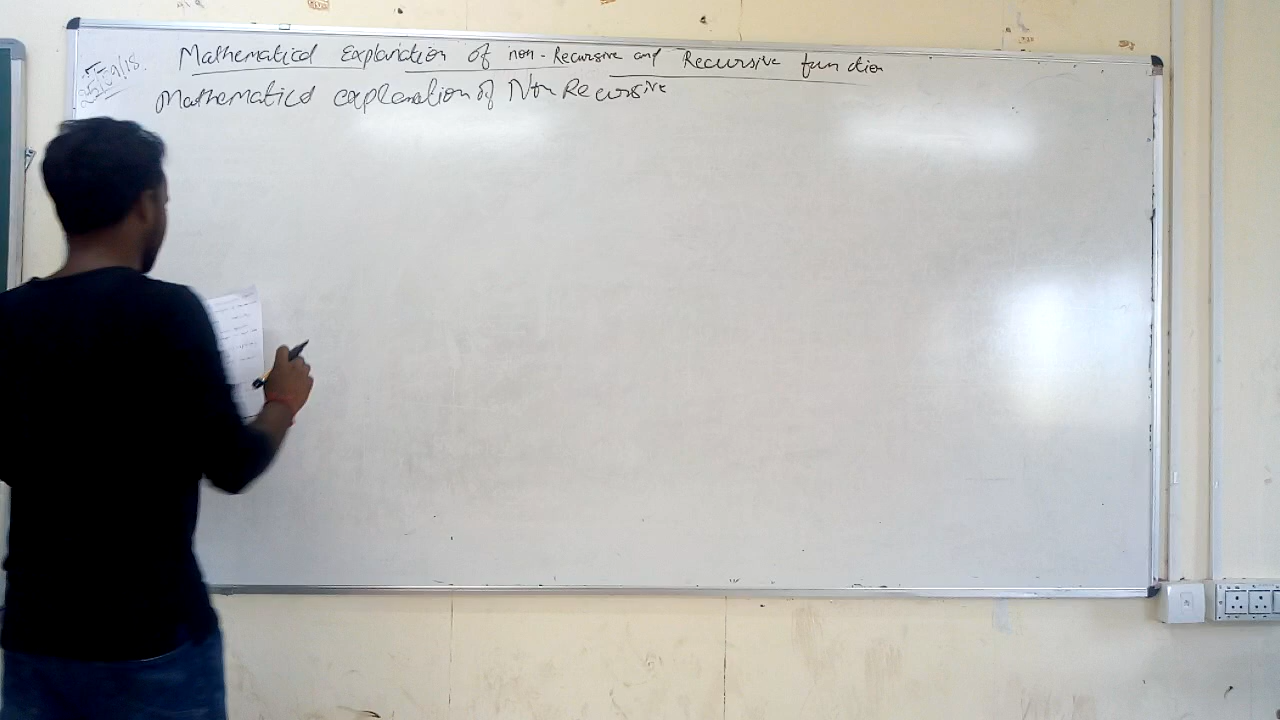 Mathematical Explanation of non-Recursive and Recursive function
Mathematical explanation of Non Recursive